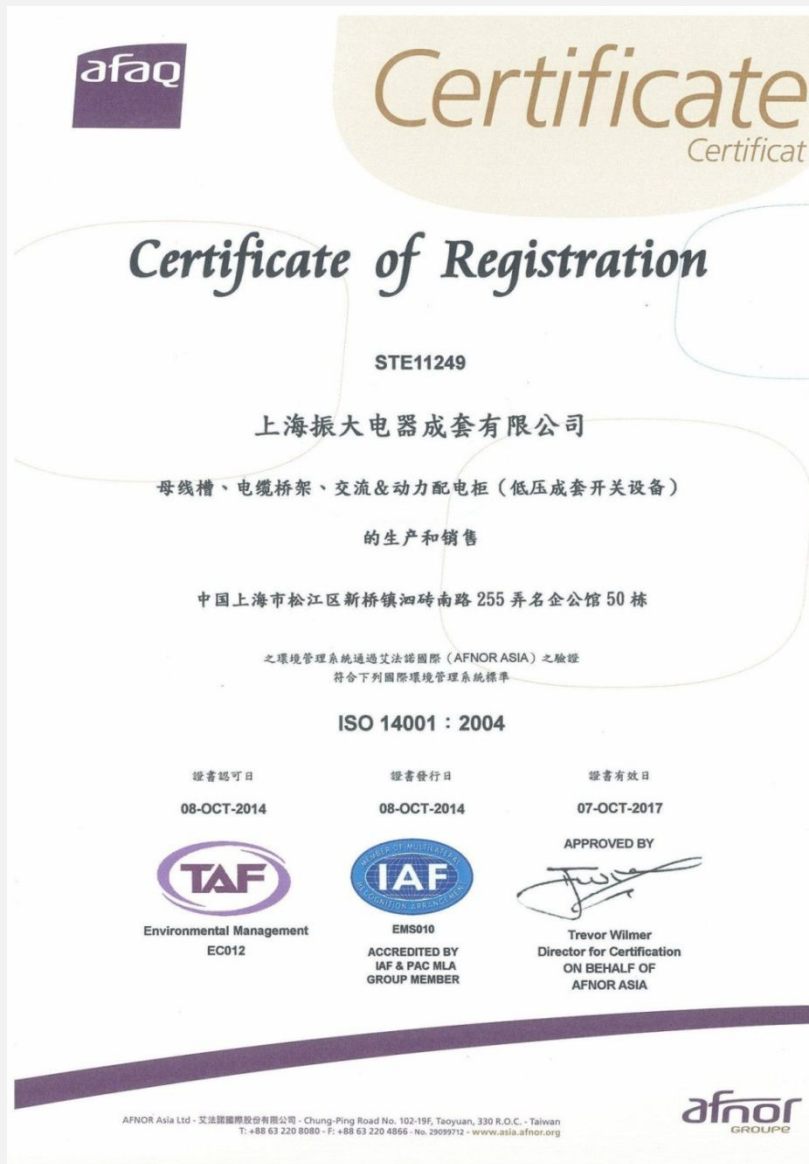 afaq
Certificate
Certificat
Certificate of Registration
STE11249
上海振大电器成套有限公司
母线槽、电缆桥架、交流&动力配电柜（低压成套开关设备）
的生产和销售
中国上海市松江区新桥镇泗砖南路 255 弄名企公馆 50 栋
之環境管理系統通過艾法諾國際（AFNOR ASIA）之驗證
符合下列國際環境管理系統標準
ISO 14001：2004
證書認可日 證書發行日 證書有效日
08-OCT-2014 08-OCT-2014 07-OCT-2017
TAF
Environmental Management
EC012
MEMBER OF MULTILATERAL
IAF
RECOGNITION ARRANGEMENT
EMS010
ACCREDITED BY
IAF & PAC MLA
GROUP MEMBER
APPROVED BY
Trevor Wilmer
Director for Certification
ON BEHALF OF
AFNOR ASIA
AFNOR Asia Ltd - 艾法諾國際股份有限公司 - Chung-Ping Road No. 102-19F, Taoyuan, 330 R.O.C. - Taiwan
T: +88 63 220 8080 - F: +88 63 220 4866 - No. 29099712 - www.asia.afnor.org
afnor
GROUPE